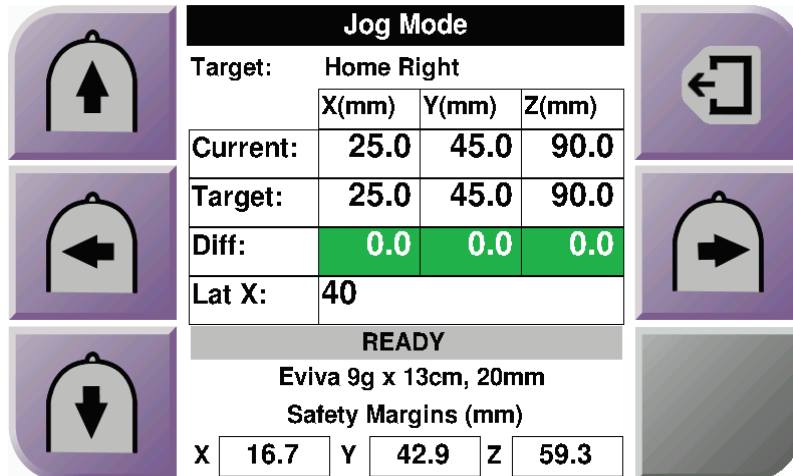 Jog Mode
Target: Home Right
X(mm) Y(mm) Z(mm)
Current: 25.0 45.0 90.0
Target: 25.0 45.0 90.0
Diff: 0.0 0.0 0.0
Lat X: 40
READY
Eviva 9g x 13cm, 20mm
Safety Margins (mm)
X 16.7 Y 42.9 Z 59.3